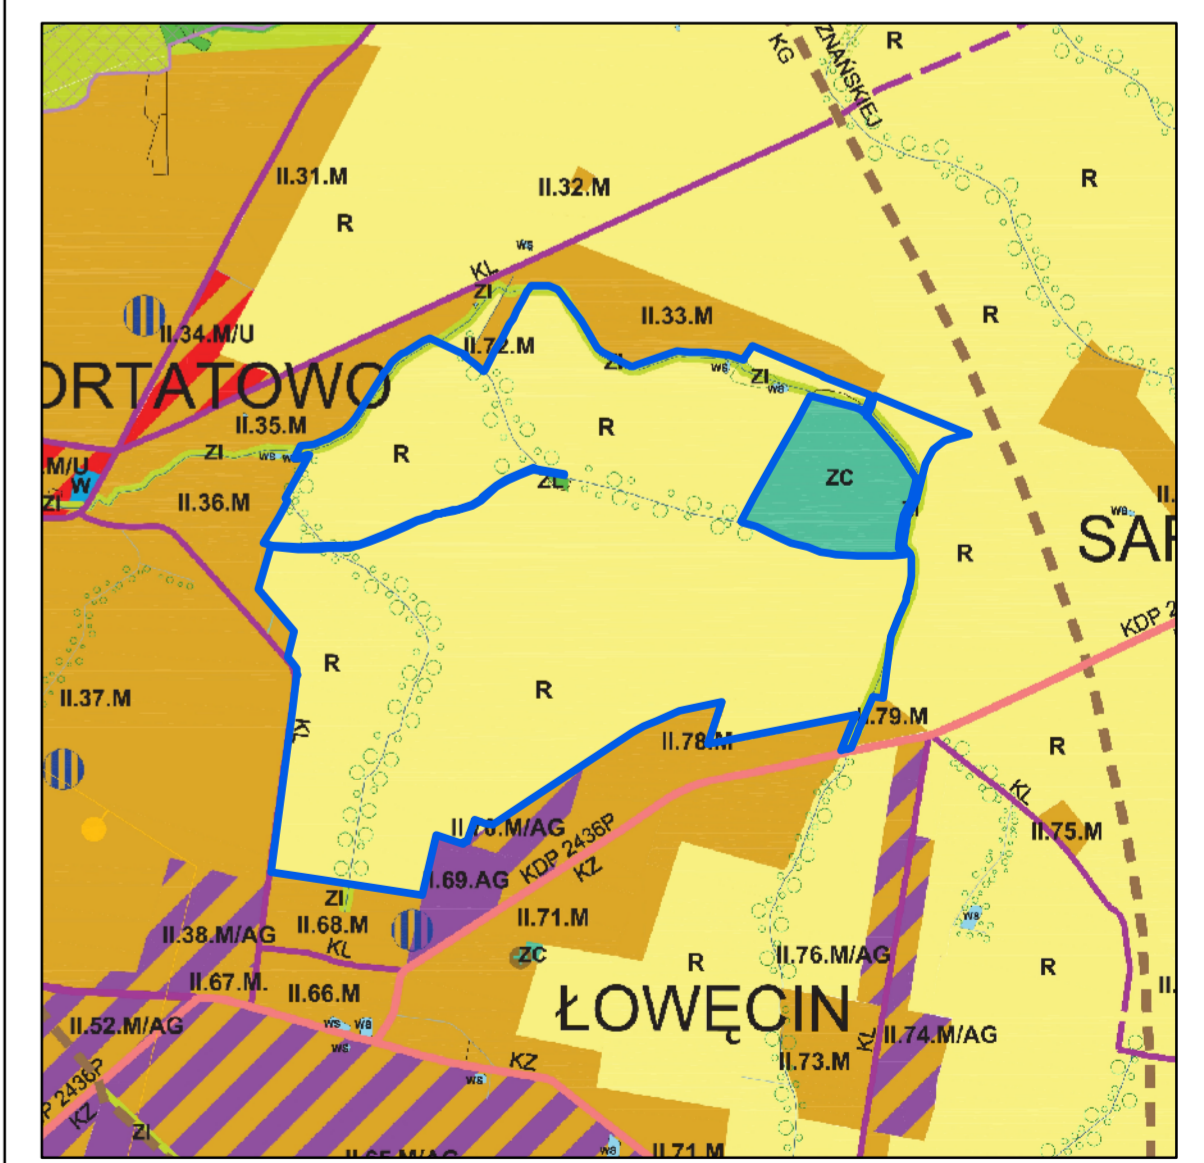 R
KG
ZNAŃSKIEJ
II.31.M
II.32.M
R
R
ws
KL
ZI
R
II.33.M
II.34.M/U
II.72.M
ZI
ws
ZI
ws
ORTATOWO
II.35.M
R
R
ZI
ws
.M/U
W
ZI
II.36.M
ZL
ZC
II.
ws
SAR
R
KDP 2
R
II.37.M
R
KL
II.78.M
.79.M
R
KL
II.75.M
KDP 2436P
KZ
.69.AG
ZI
II.68.M
KL
II.71.M
ZC
ws
II.38.M/AG
II.76.M/AG
R
R
II.67.M.
II.66.M
II.
ŁOWĘCIN
II.52.M/AG
ws
ws
ws
KL
II.74.M/AG
KZ
II.73.M
ws
P 2436P
KZ
ZI
ws
II.71.M